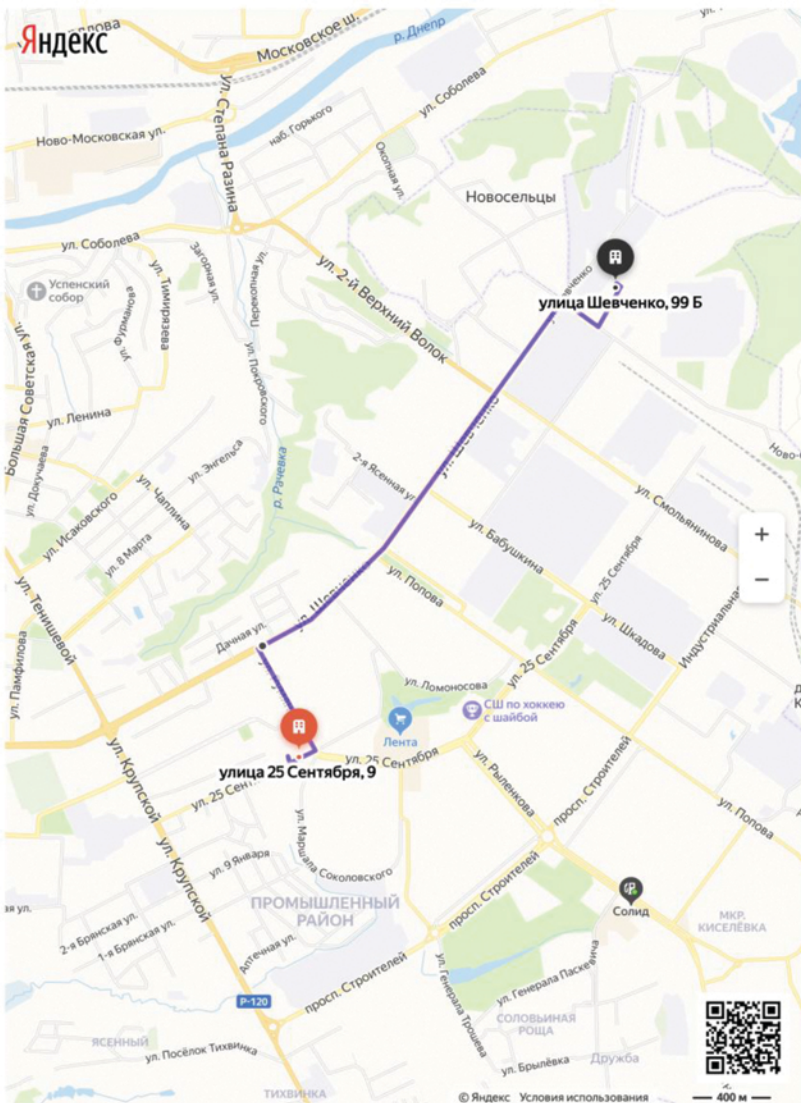 Яндекс
Московское ш.
р. Днепр
ул. Степана Разина
Ново-Московская ул.
наб. Горького
ул. Соболева
Окопная ул.
Новосельцы
ул. Соболева
Загорная ул.
Перекопная ул.
ул. 2-й Верхний Волок
Успенский
собор
ул. Тимирязева
ул. Фурманова
улица Шевченко, 99 Б
Большая Советская ул.
ул. Ленина
ул. Покровского
ул. Докучаева
ул. Энгельса
р. Рачевка
2-я Ясенная ул.
ул. Чаплина
ул. Исаковского
ул. 8 Марта
ул. Смольянинова
ул. Бабушкина
ул. 25 Сентября
ул. Попова
ул. Шкадова
Индустриальная
ул. Тенишевой
Дачная ул.
ул. Памфилова
ул. 25 Сентября
ул. Ломоносова
СШ по хоккею
с шайбой
Лента
улица 25 Сентября, 9
ул. 25 Сентября
ул. Крупской
ул. Рыленкова
просп. Строителей
ул. Попова
ул. Маршала Соколовского
ул. Крупской
ул. 9 Января
просп. Строителей
Солид
ПРОМЫШЛЕННЫЙ
РАЙОН
МКР.
КИСЕЛЁВКА
2-я Брянская ул.
1-я Брянская ул.
Аптечная ул.
просп. Строителей
ул. Генерала Трошева
ул. Генерала Паскевича
Р-120
СОЛОВЬИНАЯ
РОЩА
ЯСЕННЫЙ
ул. Посёлок Тихвинка
ул. Брылёвка
Дружба
ТИХВИНКА
© Яндекс Условия использования
400 м